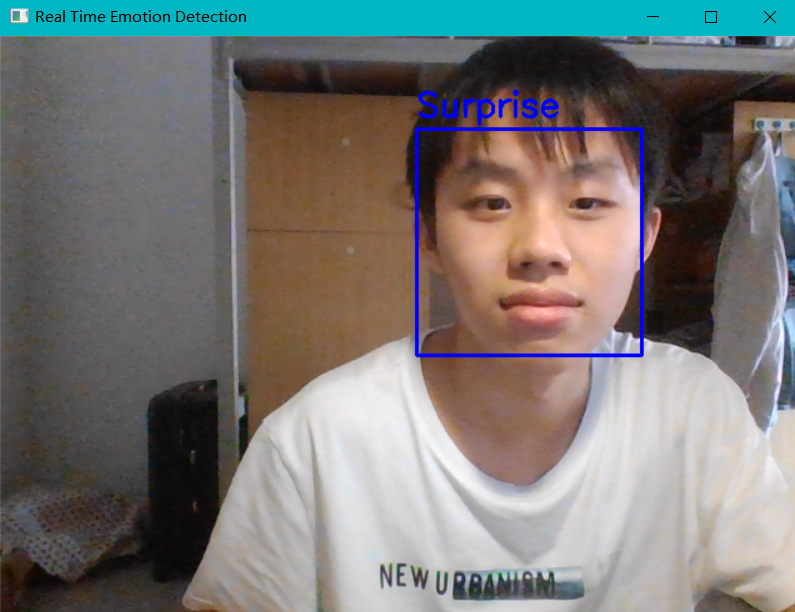 Real Time Emotion Detection
Surprise
NEW URBANISM